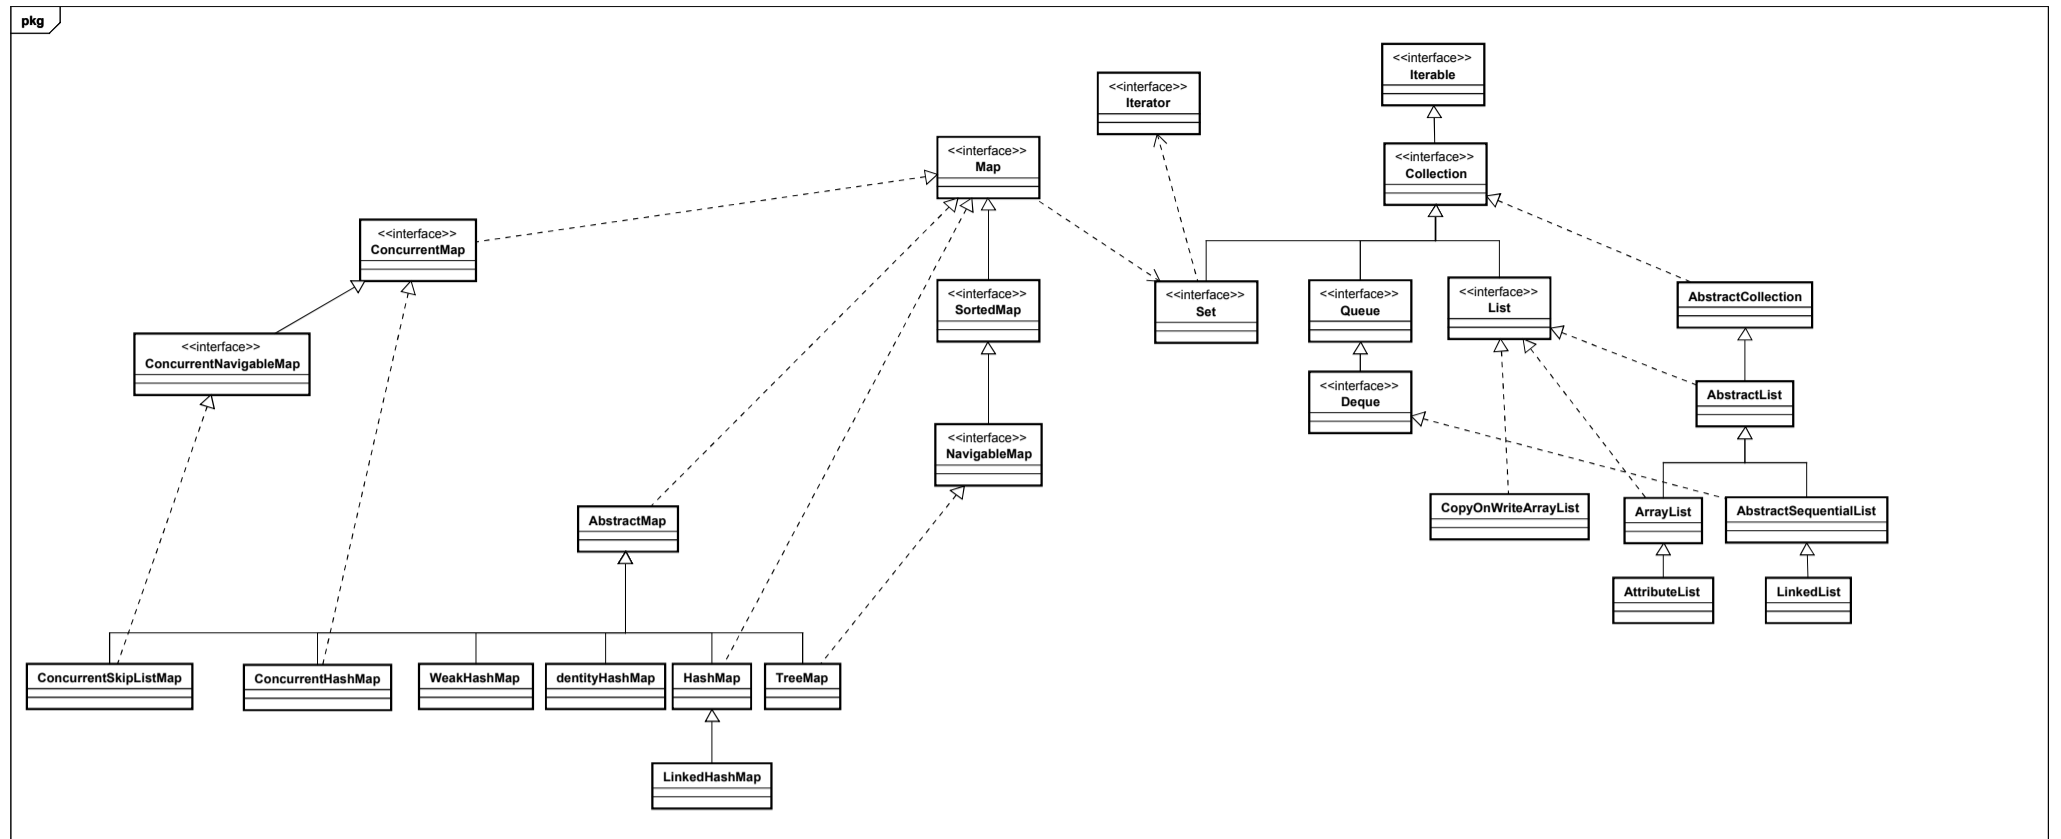 pkg
<<interface>>
Iterable
<<interface>>
Iterator
<<interface>>
Map
<<interface>>
Collection
<<interface>>
ConcurrentMap
<<interface>>
SortedMap
<<interface>>
Set
<<interface>>
Queue
<<interface>>
List
AbstractCollection
<<interface>>
ConcurrentNavigableMap
<<interface>>
Deque
AbstractList
<<interface>>
NavigableMap
AbstractMap
CopyOnWriteArrayList
ArrayList
AbstractSequentialList
AttributeList
LinkedList
ConcurrentSkipListMap
ConcurrentHashMap
WeakHashMap
dentityHashMap
HashMap
TreeMap
LinkedHashMap